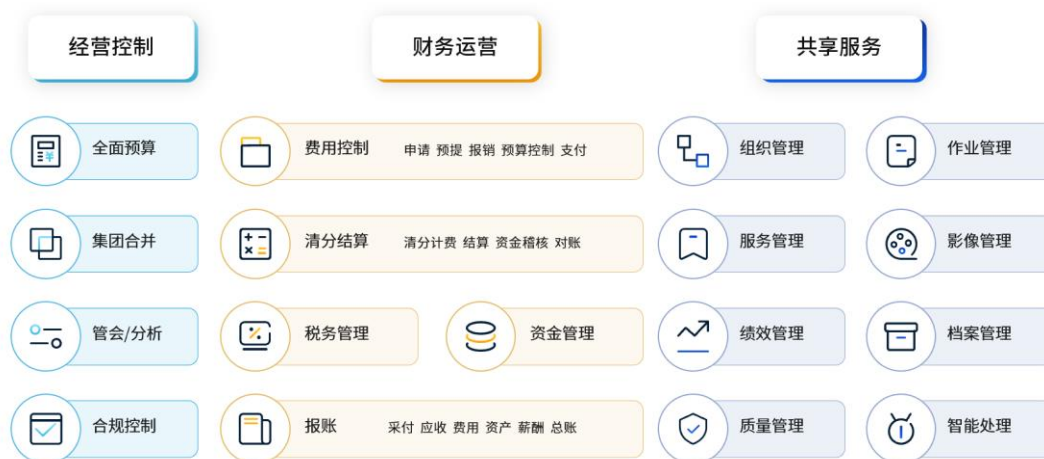 经营控制 财务运营 共享服务
全面预算 费用控制 申请 预提 报销 预算控制 支付 组织管理 作业管理
集团合并 清分结算 清分计费 结算 资金稽核 对账 服务管理 影像管理
管会/分析 税务管理 资金管理 绩效管理 档案管理
合规控制 报账 采付 应收 费用 资产 薪酬 总账 质量管理 智能处理